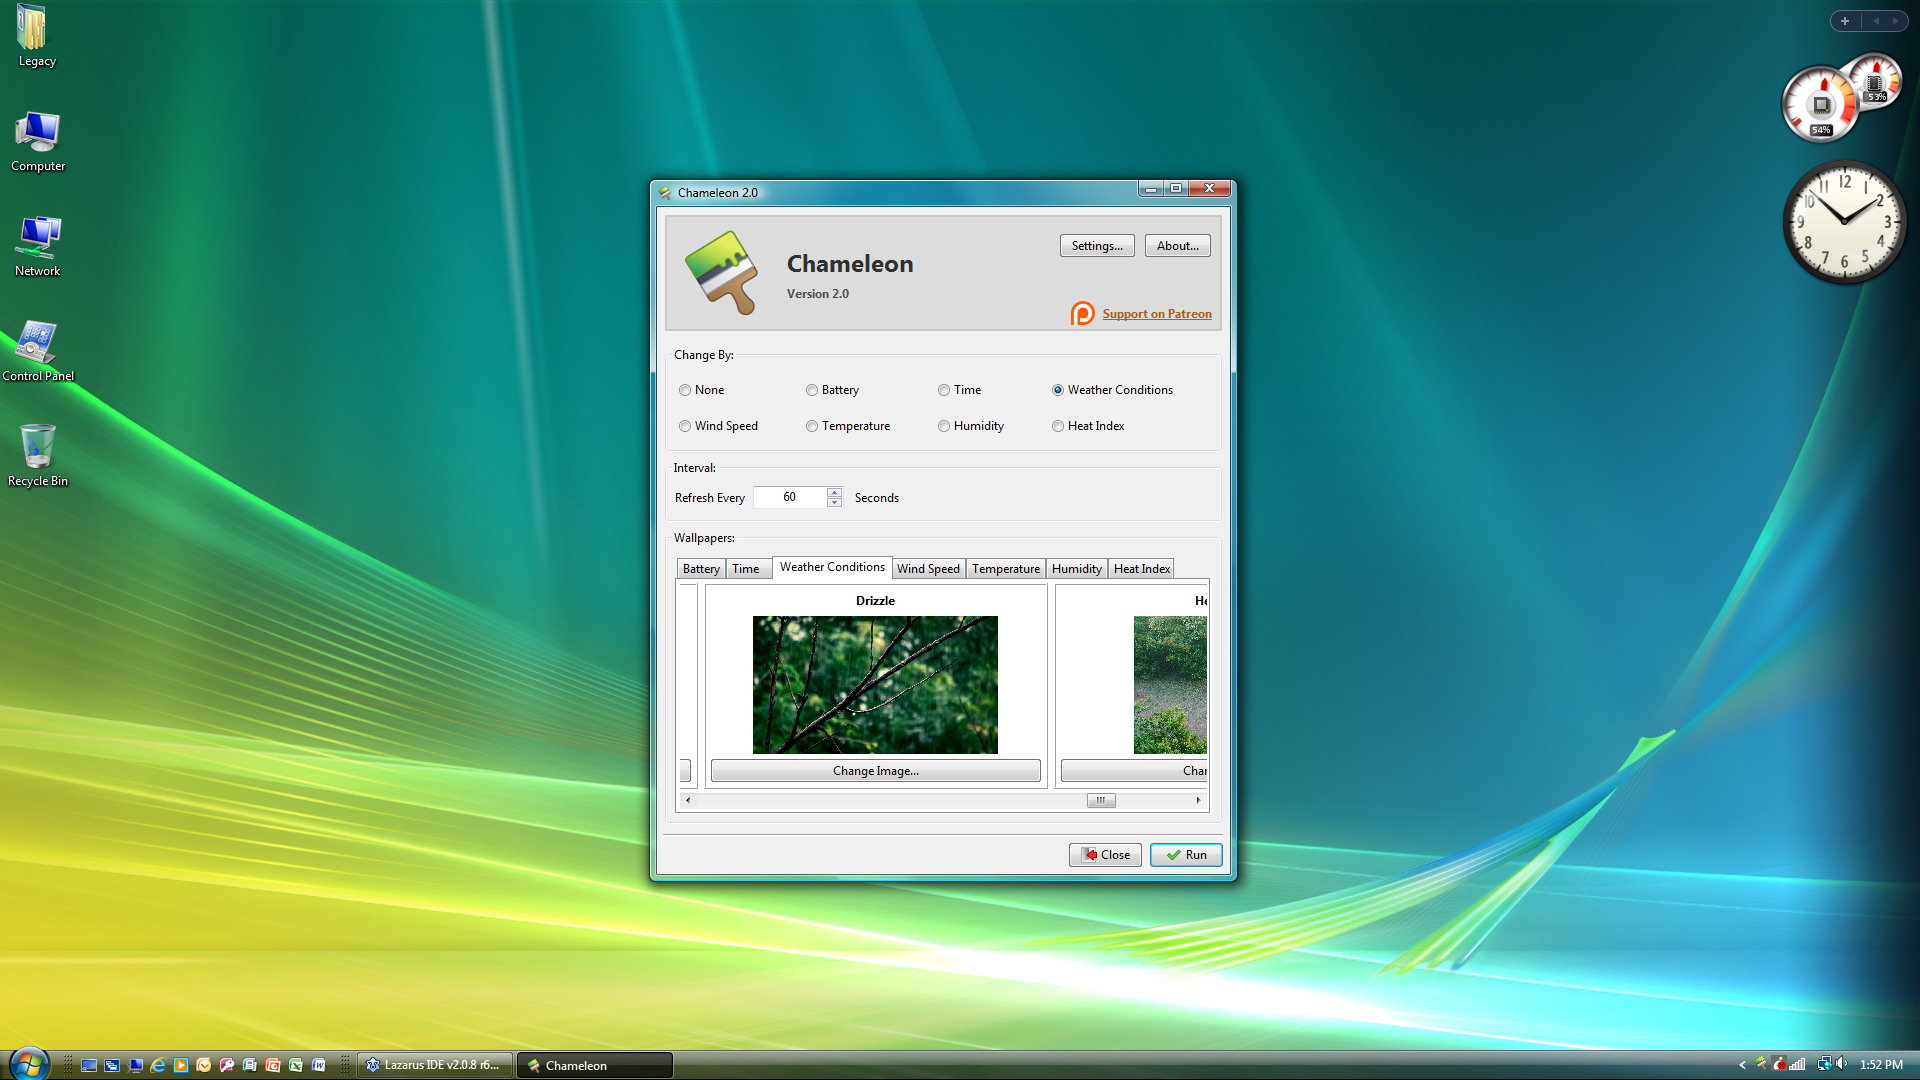 Legacy
Computer
Network
Control Panel
Recycle Bin
53%
54%
12
11 1
10 2
9 3
8 4
7 5
6
Chameleon 2.0
Chameleon
Version 2.0
Settings...
About...
Support on Patreon
Change By:
None
Battery
Time
Weather Conditions
Wind Speed
Temperature
Humidity
Heat Index
Interval:
Refresh Every 60 Seconds
Wallpapers:
Battery Time Weather Conditions Wind Speed Temperature Humidity Heat Index
Drizzle
He
Change Image...
Char
Close
Run
Lazarus IDE v2.0.8 r6...
Chameleon
1:52 PM